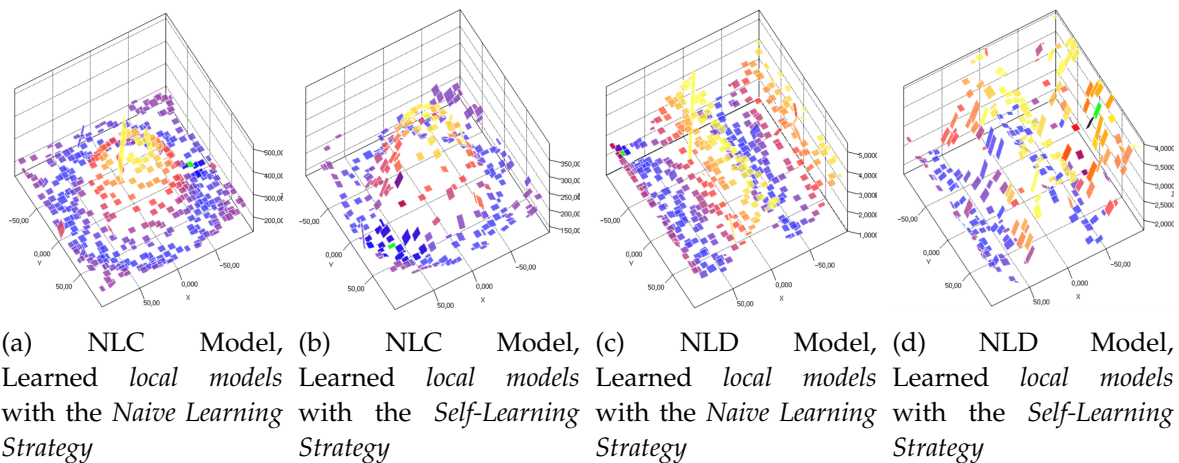 500,00
400,00
300,00
200,00
-50,00
0,000
Y
50,00
50,00
0,000
X
-50,00
350,00
300,00
250,00
200,00
150,00
-50,00
0,000
Y
50,00
50,00
0,000
X
-50,00
5,0000
4,0000
3,0000
2,0000
1,0000
-50,00
0,000
Y
50,00
50,00
0,000
X
-50,00
4,0000
3,5000
3,0000
2,5000
2,0000
-50,00
0,000
Y
50,00
50,00
0,000
X
-50,00
(a) NLC Model,
Learned local models
with the Naive Learning
Strategy
(b) NLC Model,
Learned local models
with the Self-Learning
Strategy
(c) NLD Model,
Learned local models
with the Naive Learning
Strategy
(d) NLD Model,
Learned local models
with the Self-Learning
Strategy